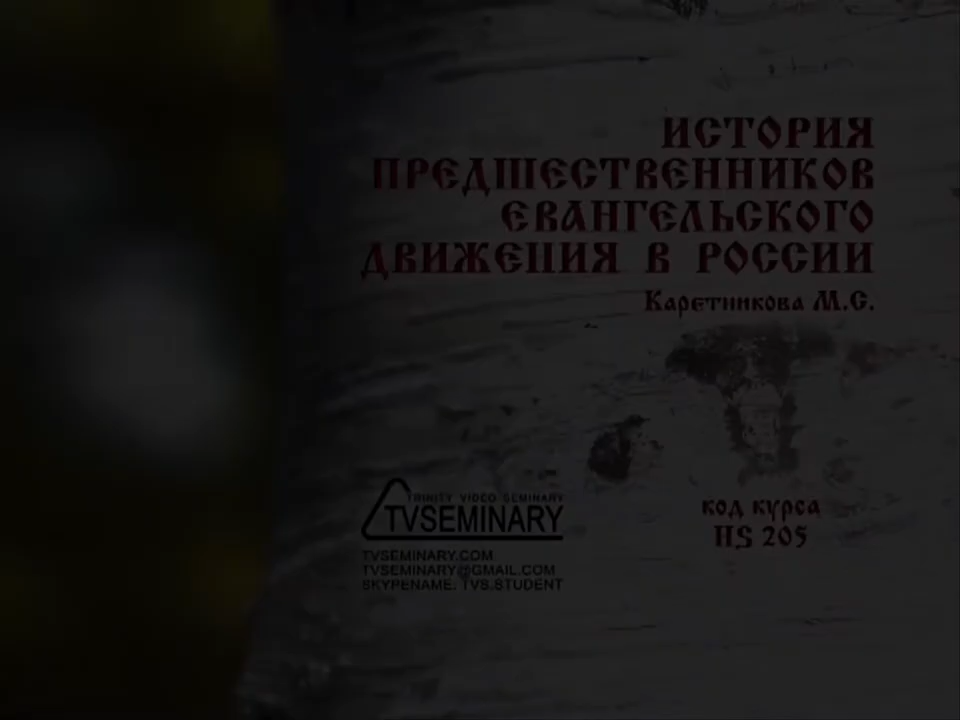 ИСТОРИЯ
ПРЕДШЕСТВЕННИКОВ
ЕВАНГЕЛЬСКОГО
ДВИЖЕНИЯ В РОССИИ
Каретникова М.С.
TRINITY VIDEO SEMINARY
TVSEMINARY
TVSEMINARY.COM
TVSEMINARY@GMAIL.COM
SKYPENAME: TVS.STUDENT
код курса
HS 205